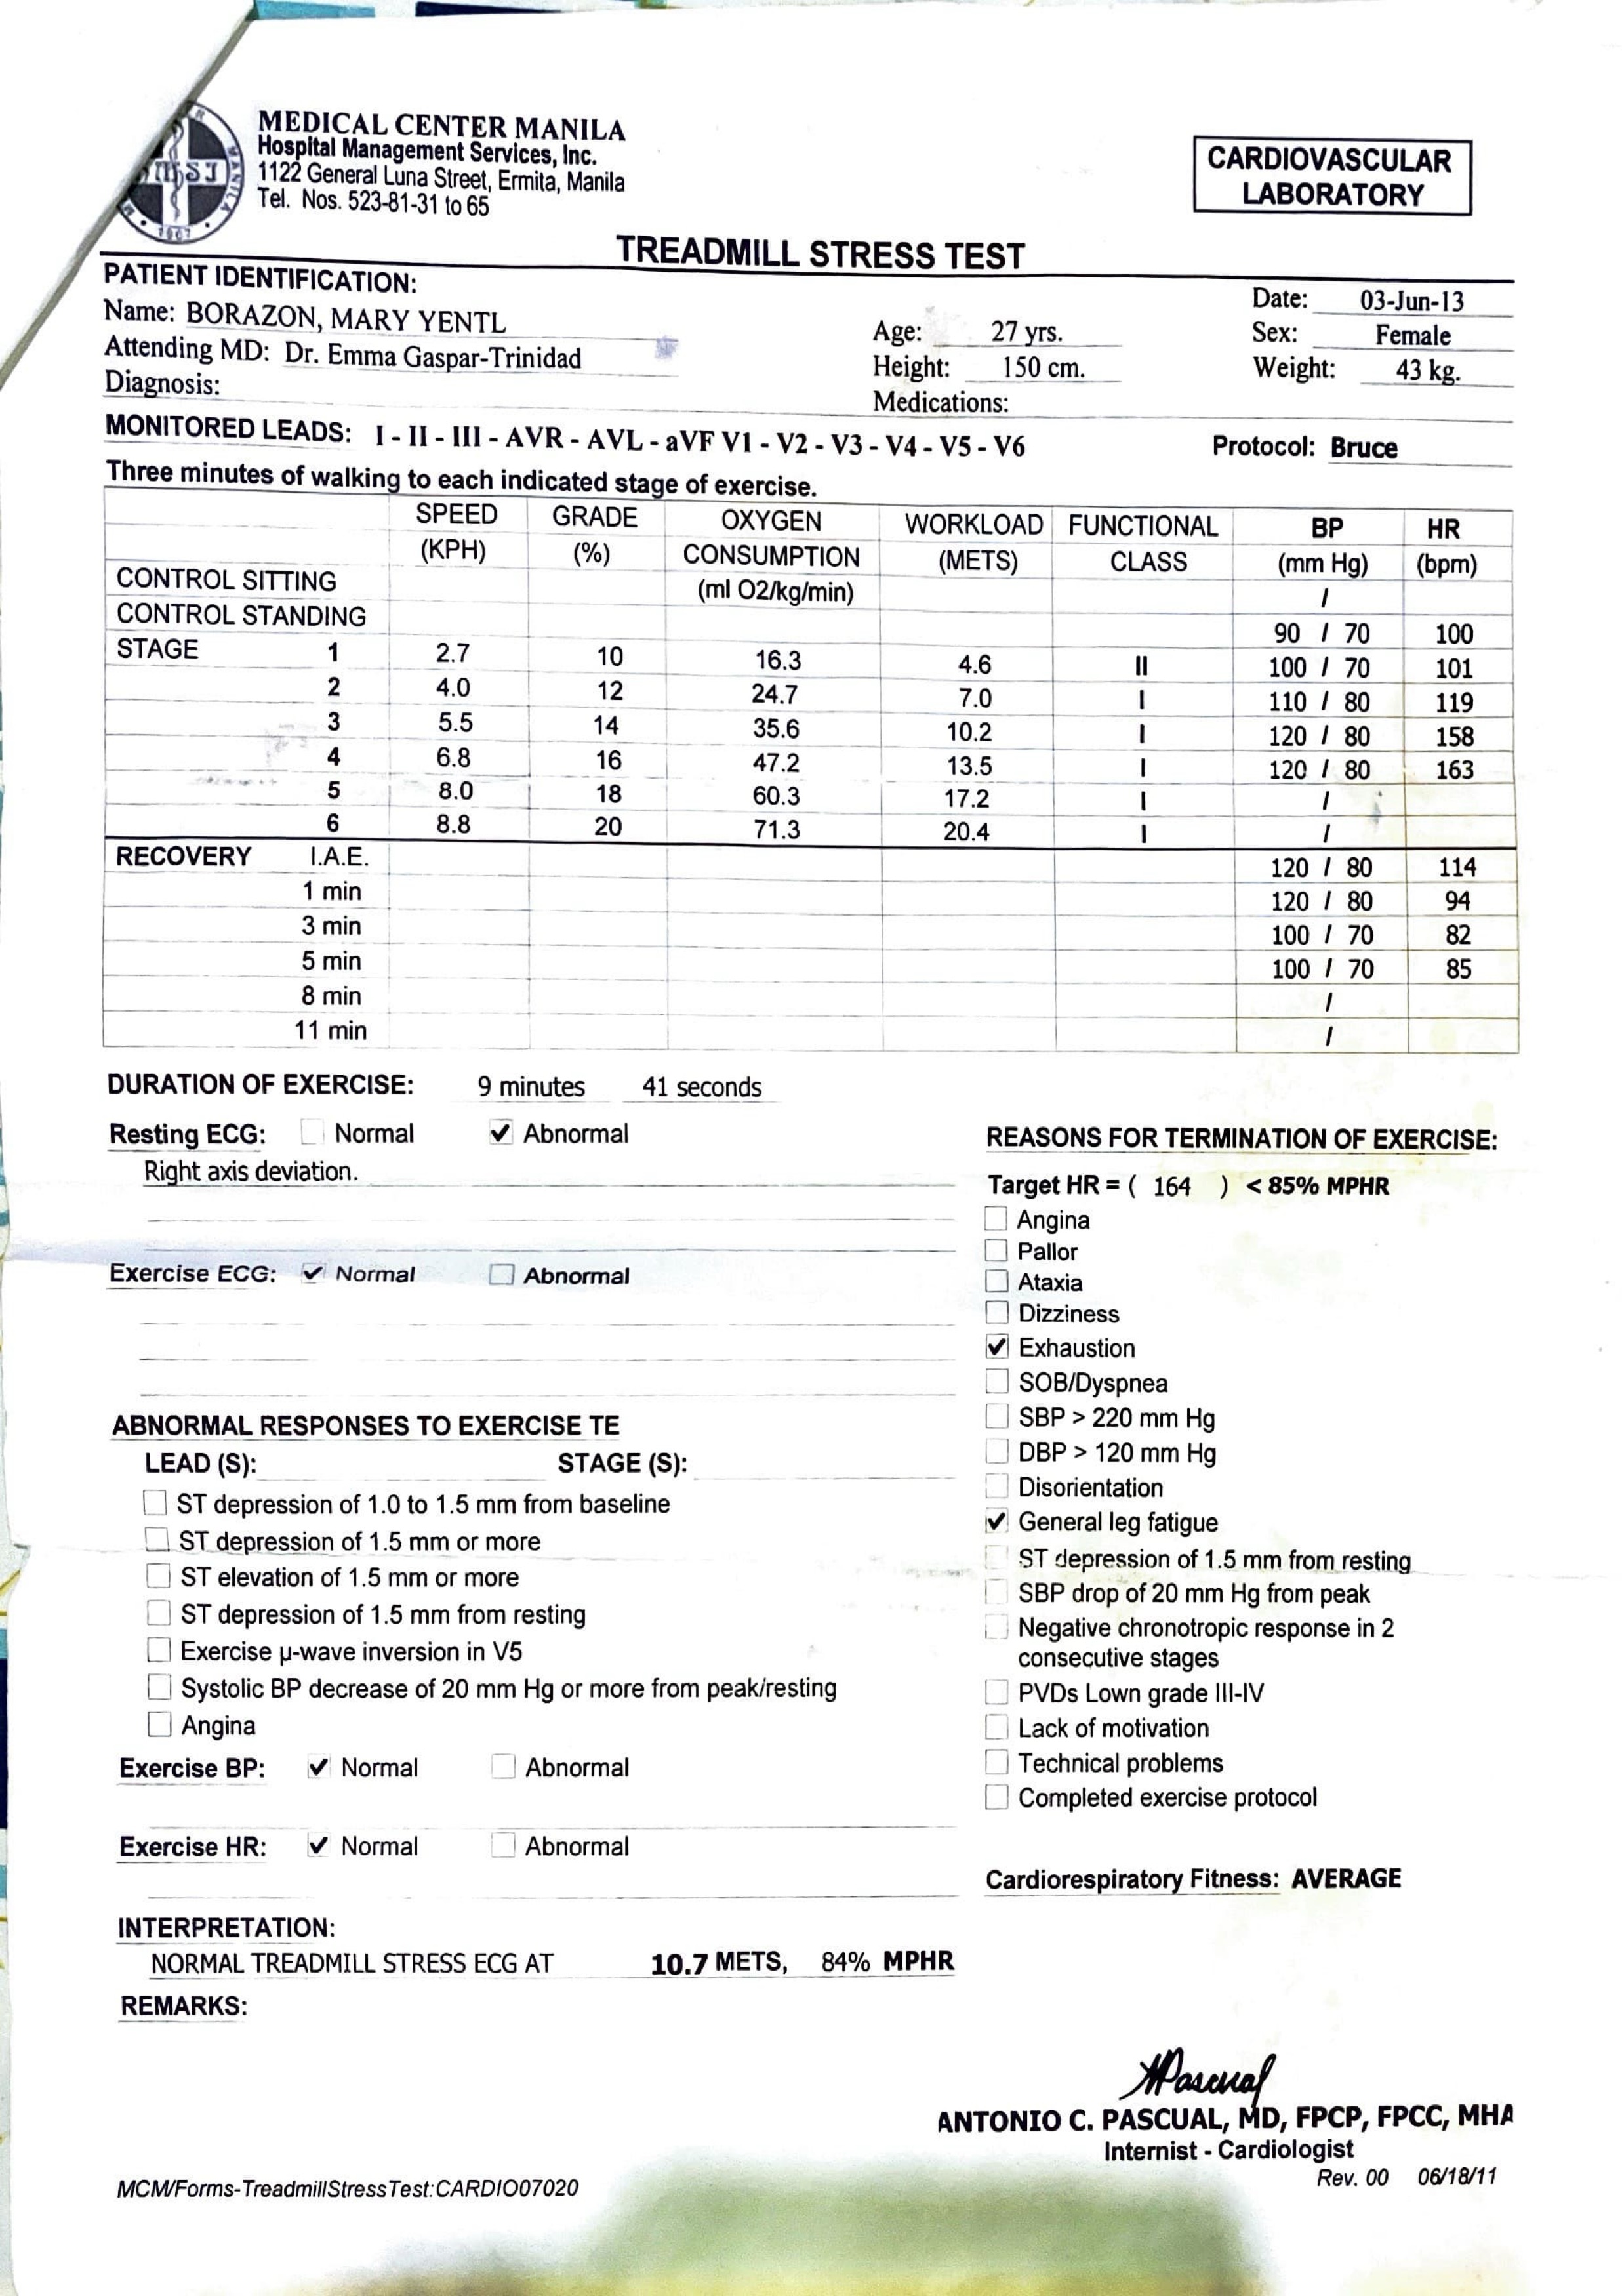 MEDICAL CENTER MANILA
Hospital Management Services, Inc.
1122 General Luna Street, Ermita, Manila
Tel. Nos. 523-81-31 to 65
CARDIOVASCULAR
LABORATORY
TREADMILL STRESS TEST
PATIENT IDENTIFICATION:
Name: BORAZON, MARY YENTL
Attending MD: Dr. Emma Gaspar-Trinidad
Diagnosis:
Age: 27 yrs.
Height: 150 cm.
Medications:
Date: 03-Jun-13
Sex: Female
Weight: 43 kg.
MONITORED LEADS: I - II - III - AVR - AVL - aVF V1 - V2 - V3 - V4 - V5 - V6 Protocol: Bruce
Three minutes of walking to each indicated stage of exercise.
SPEED GRADE OXYGEN WORKLOAD FUNCTIONAL BP HR
(KPH) (%) CONSUMPTION (METS) CLASS (mm Hg) (bpm)
CONTROL SITTING (ml O2/kg/min) /
CONTROL STANDING 90 / 70 100
STAGE 1 2.7 10 16.3 4.6 II 100 / 70 101
2 4.0 12 24.7 7.0 I 110 / 80 119
3 5.5 14 35.6 10.2 I 120 / 80 158
4 6.8 16 47.2 13.5 I 120 / 80 163
5 8.0 18 60.3 17.2 I /
6 8.8 20 71.3 20.4 I /
RECOVERY I.A.E. 120 / 80 114
1 min 120 / 80 94
3 min 100 / 70 82
5 min 100 / 70 85
8 min /
11 min /
DURATION OF EXERCISE: 9 minutes 41 seconds
Resting ECG: Normal ✔ Abnormal
Right axis deviation.
Exercise ECG: ✔ Normal Abnormal
ABNORMAL RESPONSES TO EXERCISE TE
LEAD (S): STAGE (S):
ST depression of 1.0 to 1.5 mm from baseline
ST depression of 1.5 mm or more
ST elevation of 1.5 mm or more
ST depression of 1.5 mm from resting
Exercise µ-wave inversion in V5
Systolic BP decrease of 20 mm Hg or more from peak/resting
Angina
Exercise BP: ✔ Normal Abnormal
Exercise HR: ✔ Normal Abnormal
REASONS FOR TERMINATION OF EXERCISE:
Target HR = ( 164 ) < 85% MPHR
Angina
Pallor
Ataxia
Dizziness
✔ Exhaustion
SOB/Dyspnea
SBP > 220 mm Hg
DBP > 120 mm Hg
Disorientation
✔ General leg fatigue
ST depression of 1.5 mm from resting
SBP drop of 20 mm Hg from peak
Negative chronotropic response in 2
consecutive stages
PVDs Lown grade III-IV
Lack of motivation
Technical problems
Completed exercise protocol
Cardiorespiratory Fitness: AVERAGE
INTERPRETATION:
NORMAL TREADMILL STRESS ECG AT 10.7 METS, 84% MPHR
REMARKS:
APascual
ANTONIO C. PASCUAL, MD, FPCP, FPCC, MHA
Internist - Cardiologist
Rev. 00 06/18/11
MCM/Forms-TreadmillStressTest:CARDIO07020